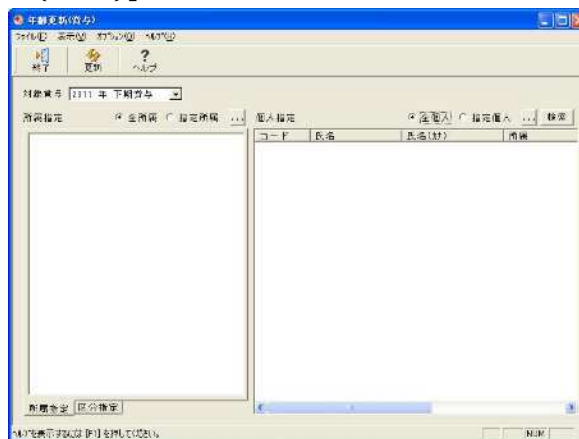 年齢更新(賞与)
ファイル(F) 表示(V) オプション(O) ヘルプ(H)
終了 更新 ヘルプ
対象賞与 2011 年 下期賞与
所属指定 全所属 指定所属 ... 個人指定 全個人 指定個人 ... 検索
コード 氏名 氏名(カナ) 所属
所属指定 区分指定
ヘルプを表示するには [F1] を押してください。 NUM